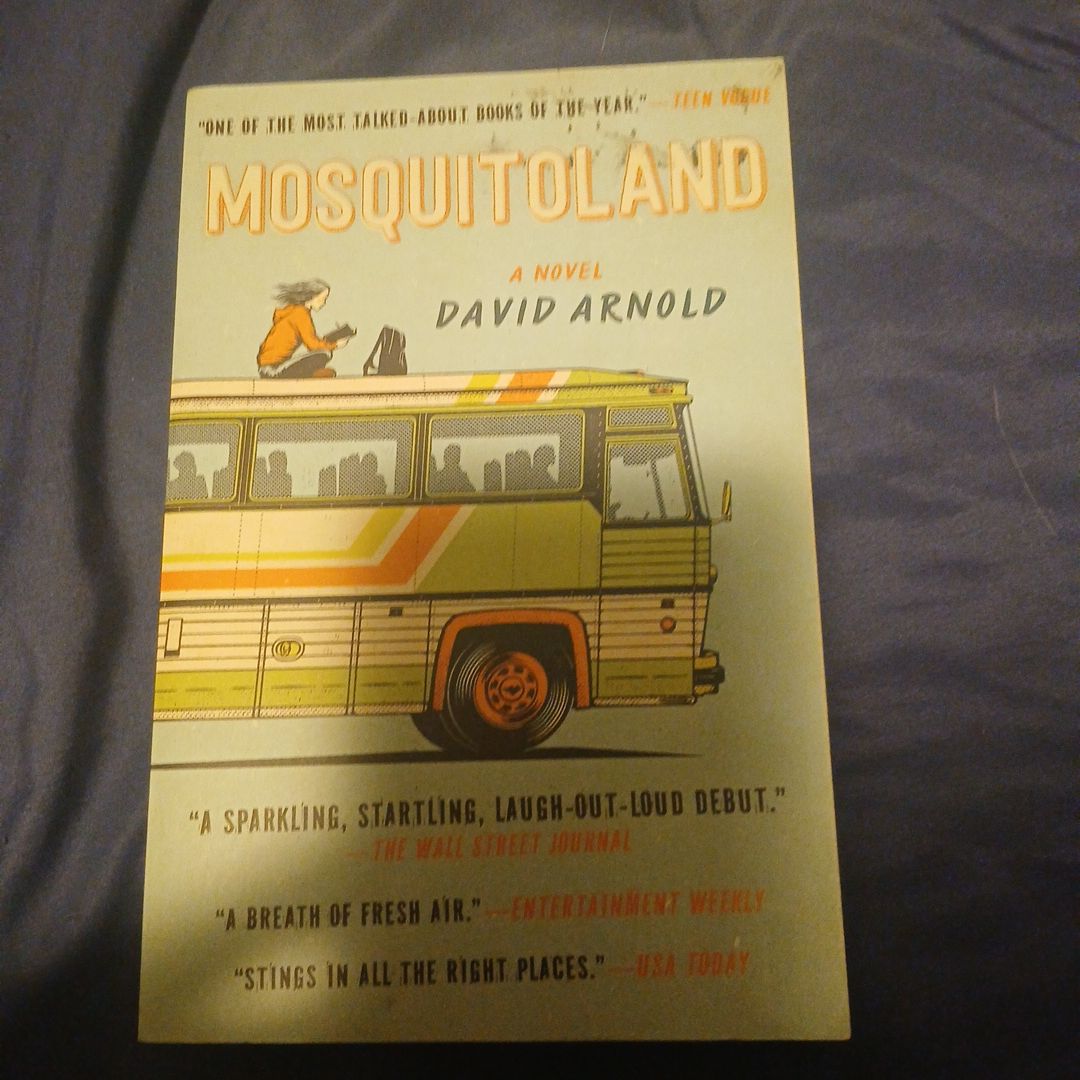 "ONE OF THE MOST TALKED-ABOUT BOOKS OF THE YEAR."—TEEN VOGUE
MOSQUITOLAND
A NOVEL
DAVID ARNOLD
"A SPARKLING, STARTLING, LAUGH-OUT-LOUD DEBUT."
—THE WALL STREET JOURNAL
"A BREATH OF FRESH AIR."—ENTERTAINMENT WEEKLY
"STINGS IN ALL THE RIGHT PLACES."—USA TODAY